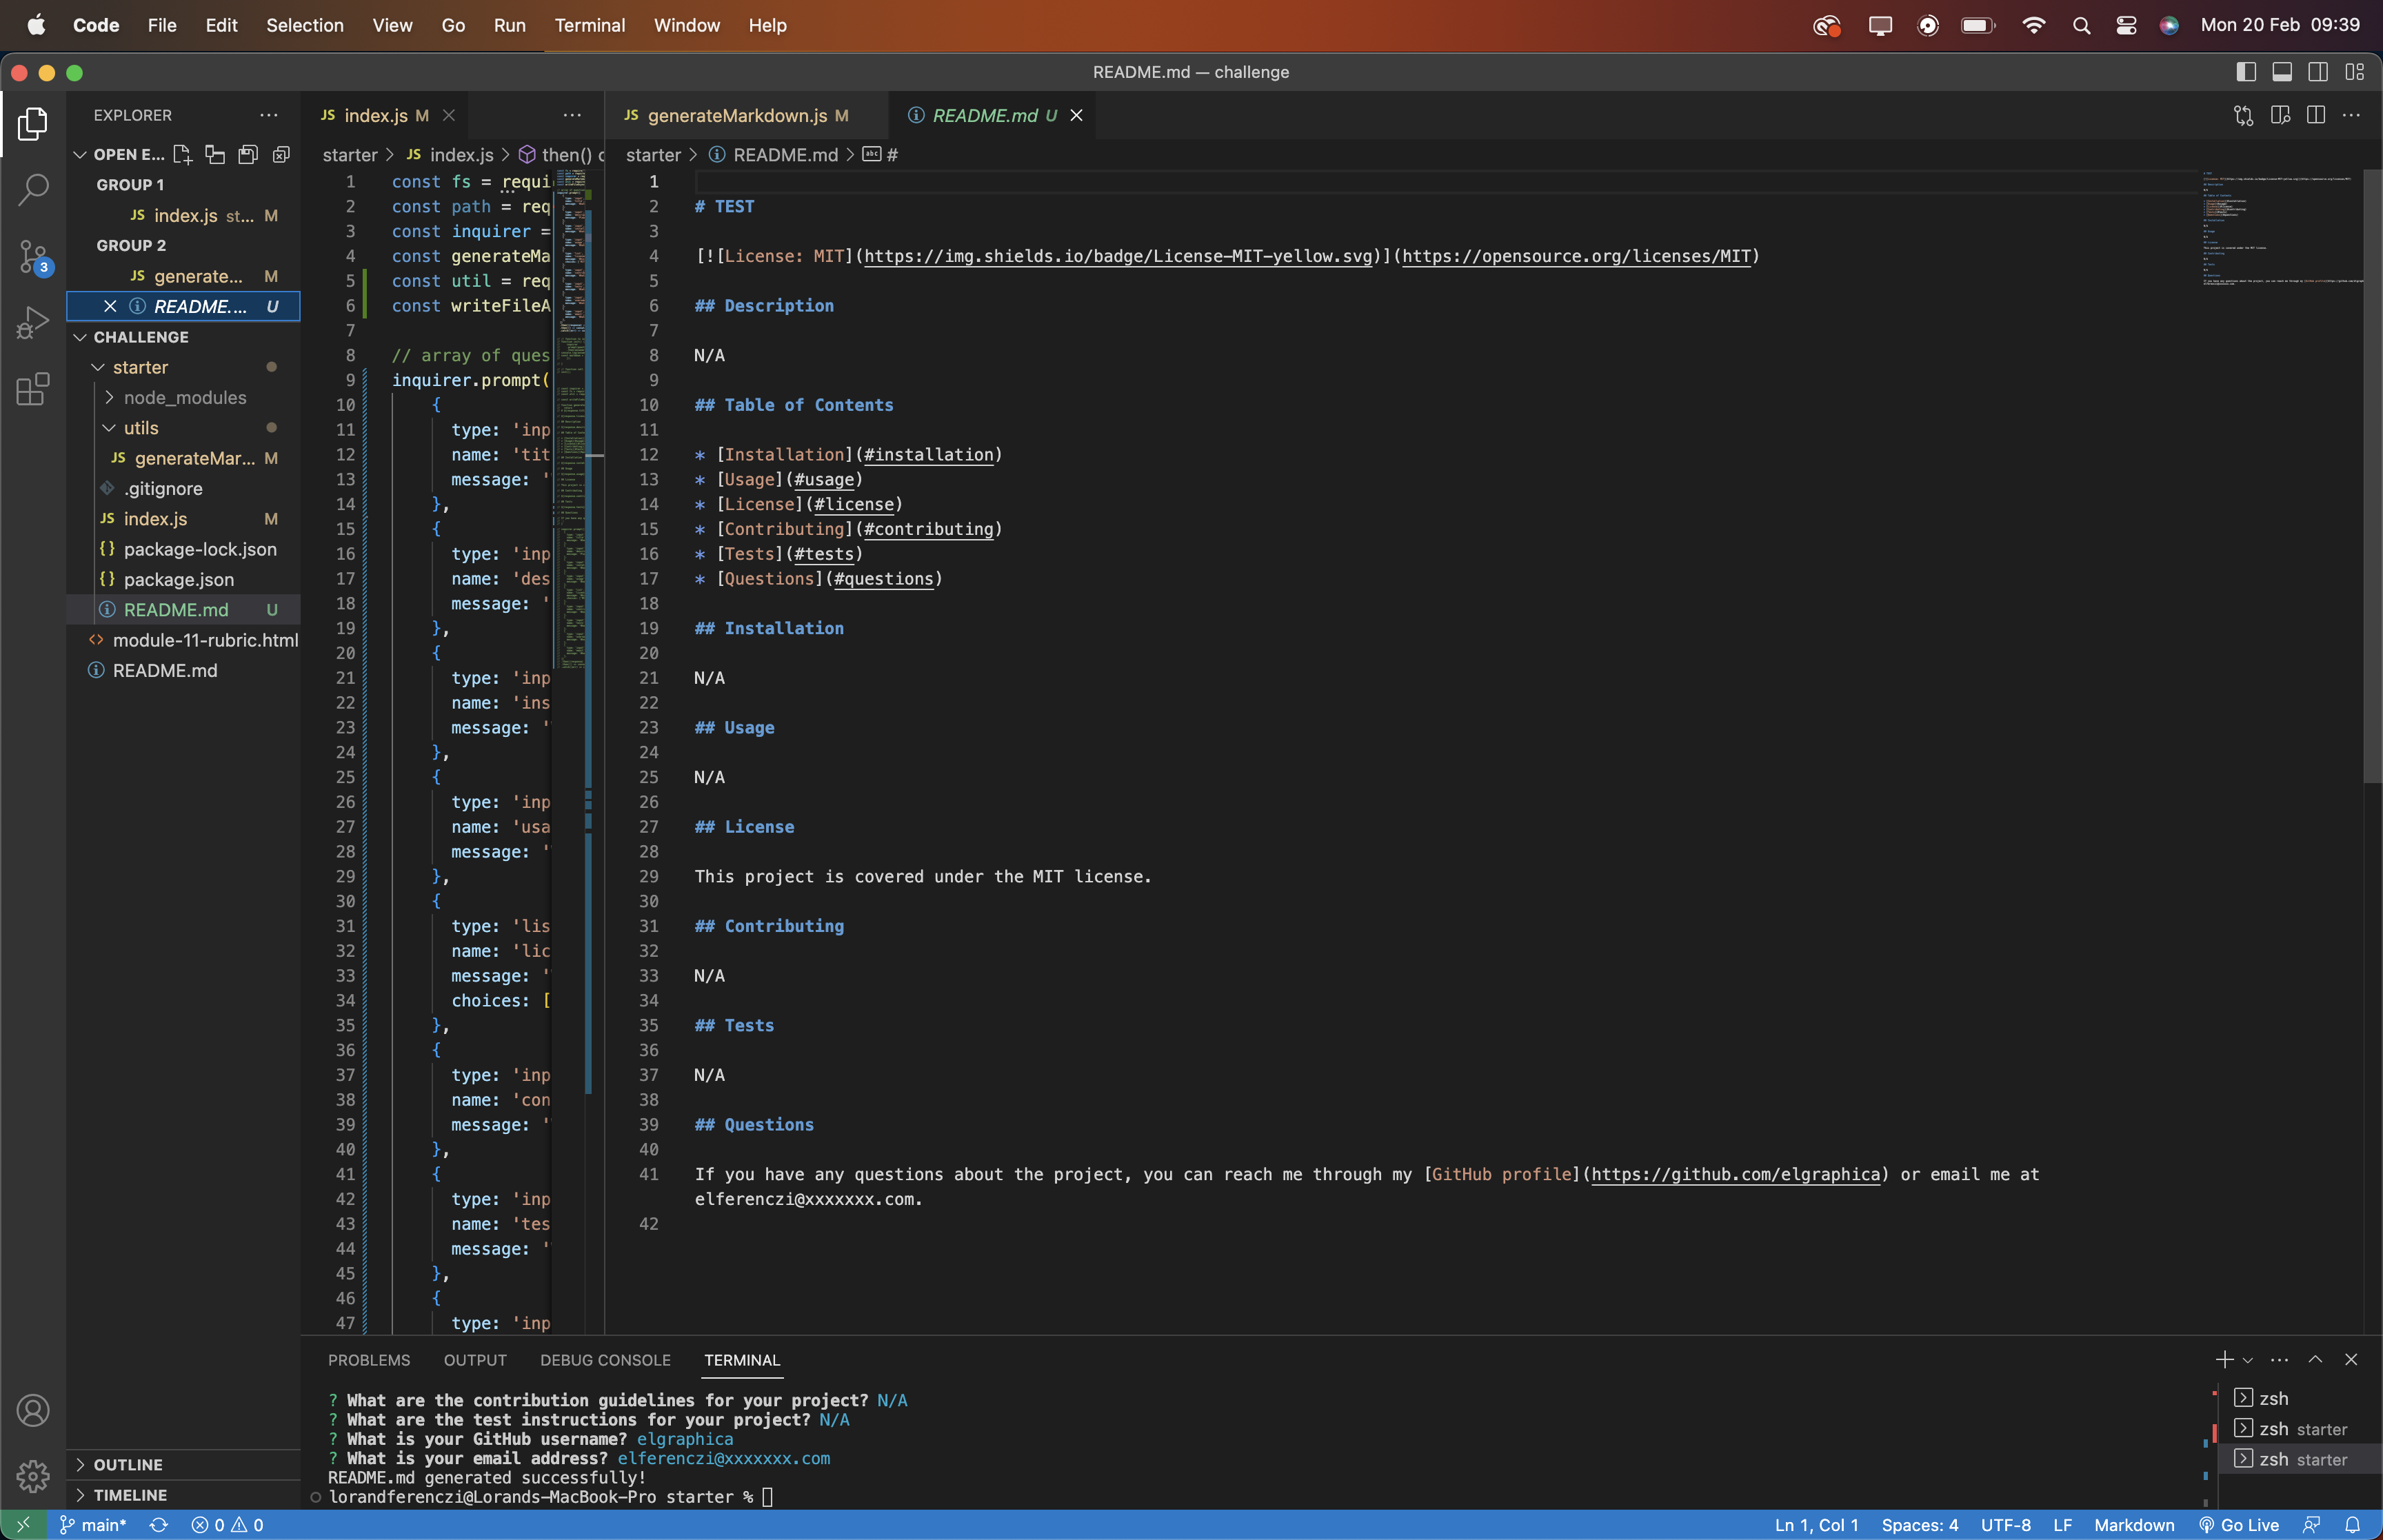 Code File Edit Selection View Go Run Terminal Window Help Mon 20 Feb 09:39
README.md — challenge
EXPLORER
OPEN E...
GROUP 1
JS index.js st... M
GROUP 2
JS generate... M
README.... U
CHALLENGE
starter
node_modules
utils
JS generateMar... M
.gitignore
JS index.js M
{} package-lock.json
{} package.json
README.md U
<> module-11-rubric.html
README.md
OUTLINE
TIMELINE
3
JS index.js M
starter > JS index.js > then() c
1 const fs = requi
2 const path = req
3 const inquirer =
4 const generateMa
5 const util = req
6 const writeFileA
7
8 // array of ques
9 inquirer.prompt(
10 {
11 type: 'inp
12 name: 'tit
13 message: '
14 },
15 {
16 type: 'inp
17 name: 'des
18 message: '
19 },
20 {
21 type: 'inp
22 name: 'ins
23 message: '
24 },
25 {
26 type: 'inp
27 name: 'usa
28 message: '
29 },
30 {
31 type: 'lis
32 name: 'lic
33 message: '
34 choices: [
35 },
36 {
37 type: 'inp
38 name: 'con
39 message: '
40 },
41 {
42 type: 'inp
43 name: 'tes
44 message: '
45 },
46 {
47 type: 'inp
JS generateMarkdown.js M README.md U
starter > README.md > abc #
1
2 # TEST
3
4 [![License: MIT](https://img.shields.io/badge/License-MIT-yellow.svg)](https://opensource.org/licenses/MIT)
5
6 ## Description
7
8 N/A
9
10 ## Table of Contents
11
12 * [Installation](#installation)
13 * [Usage](#usage)
14 * [License](#license)
15 * [Contributing](#contributing)
16 * [Tests](#tests)
17 * [Questions](#questions)
18
19 ## Installation
20
21 N/A
22
23 ## Usage
24
25 N/A
26
27 ## License
28
29 This project is covered under the MIT license.
30
31 ## Contributing
32
33 N/A
34
35 ## Tests
36
37 N/A
38
39 ## Questions
40
41 If you have any questions about the project, you can reach me through my [GitHub profile](https://github.com/elgraphica) or email me at
elferenczi@xxxxxxx.com.
42
PROBLEMS OUTPUT DEBUG CONSOLE TERMINAL
? What are the contribution guidelines for your project? N/A
? What are the test instructions for your project? N/A
? What is your GitHub username? elgraphica
? What is your email address? elferenczi@xxxxxxx.com
README.md generated successfully!
lorandferenczi@Lorands-MacBook-Pro starter %
zsh
zsh starter
zsh starter
main* 0 0 Ln 1, Col 1 Spaces: 4 UTF-8 LF Markdown Go Live